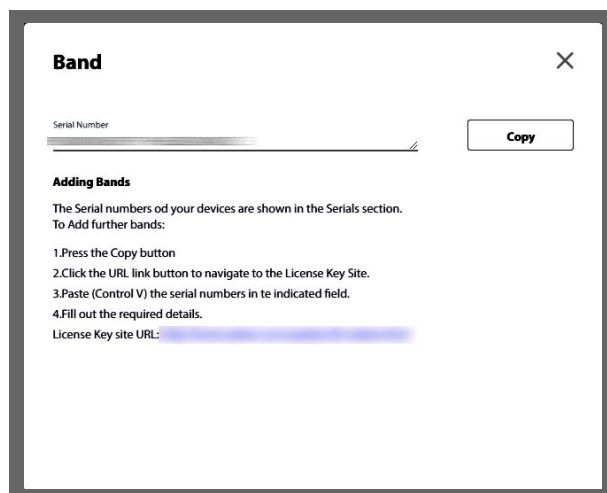 Band
Serial Number
Copy
Adding Bands
The Serial numbers od your devices are shown in the Serials section.
To Add further bands:
1.Press the Copy button
2.Click the URL link button to navigate to the License Key Site.
3.Paste (Control V) the serial numbers in te indicated field.
4.Fill out the required details.
License Key site URL: